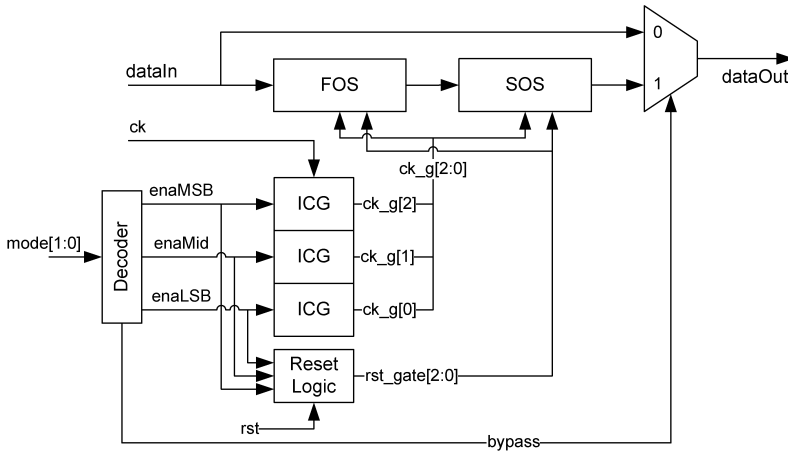 0
dataIn
FOS
SOS
1
dataOut
ck
ck_g[2:0]
enaMSB
ICG
ck_g[2]
mode[1:0]
Decoder
enaMid
ICG
ck_g[1]
enaLSB
ICG
ck_g[0]
Reset
Logic
rst_gate[2:0]
rst
bypass